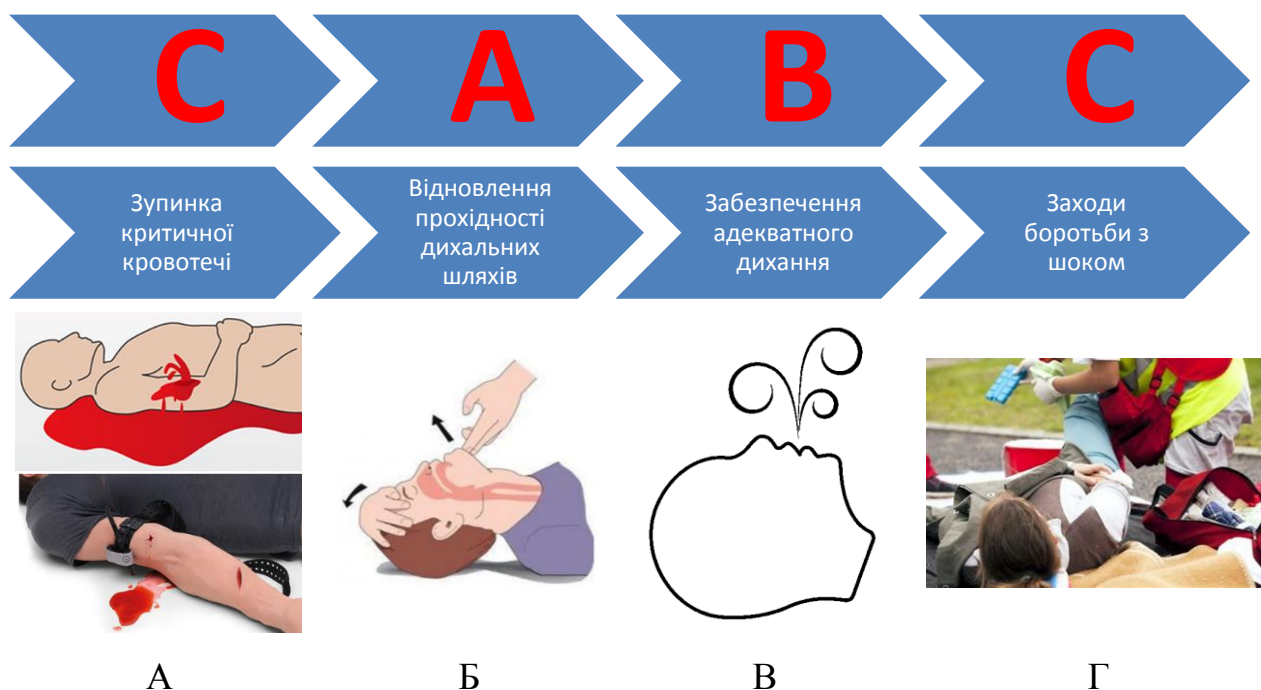 C A B C
Зупинка
критичної
кровотечі
Відновлення
прохідності
дихальних
шляхів
Забезпечення
адекватного
дихання
Заходи
боротьби з
шоком
А Б В Г